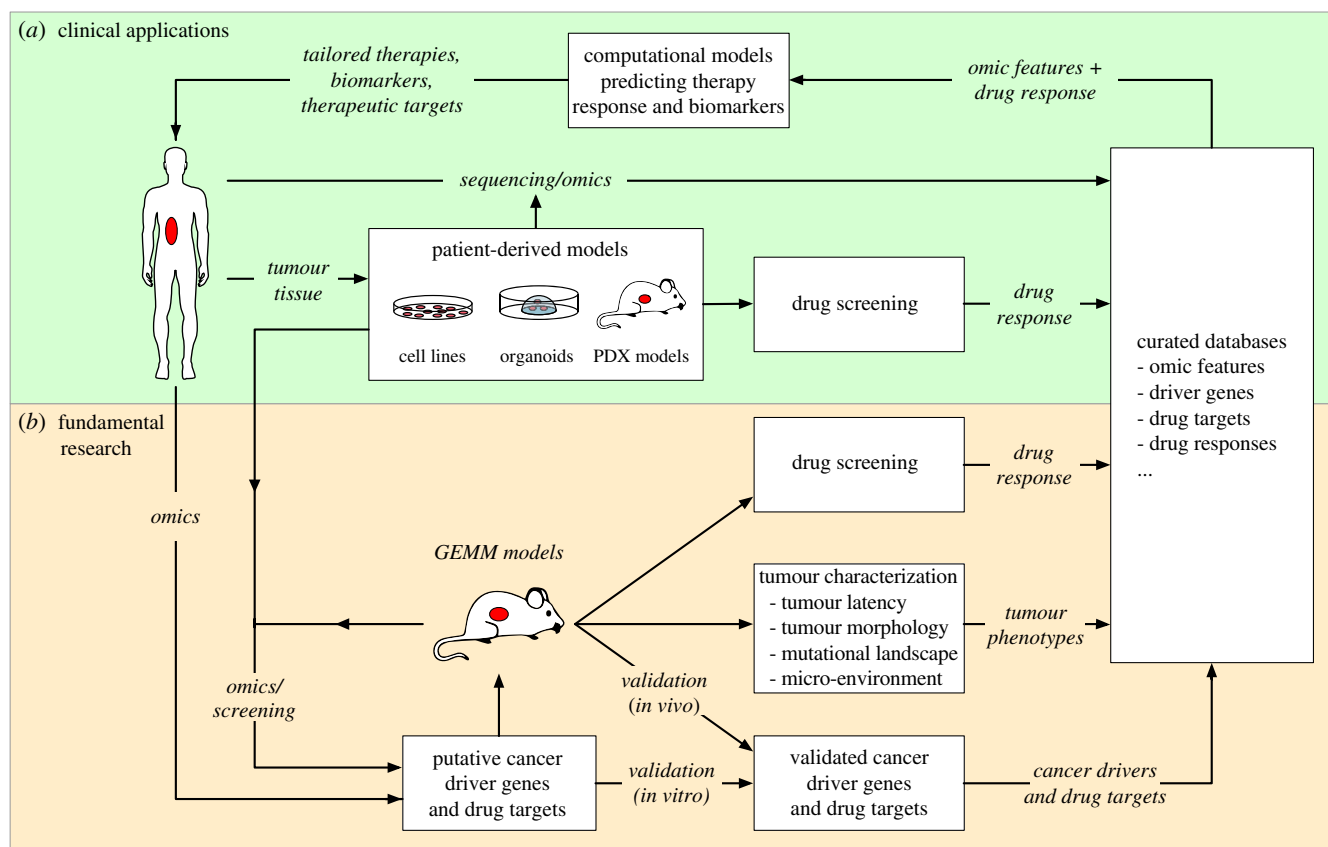 (a) clinical applications
tailored therapies,
biomarkers,
therapeutic targets
computational models
predicting therapy
response and biomarkers
omic features +
drug response
sequencing/omics
patient-derived models
tumour
tissue
cell lines organoids PDX models
drug screening
drug
response
curated databases
- omic features
- driver genes
- drug targets
- drug responses
...
(b) fundamental
research
omics
drug screening
drug
response
GEMM models
tumour characterization
- tumour latency
- tumour morphology
- mutational landscape
- micro-environment
tumour
phenotypes
omics/
screening
validation
(in vivo)
putative cancer
driver genes
and drug targets
validation
(in vitro)
validated cancer
driver genes
and drug targets
cancer drivers
and drug targets